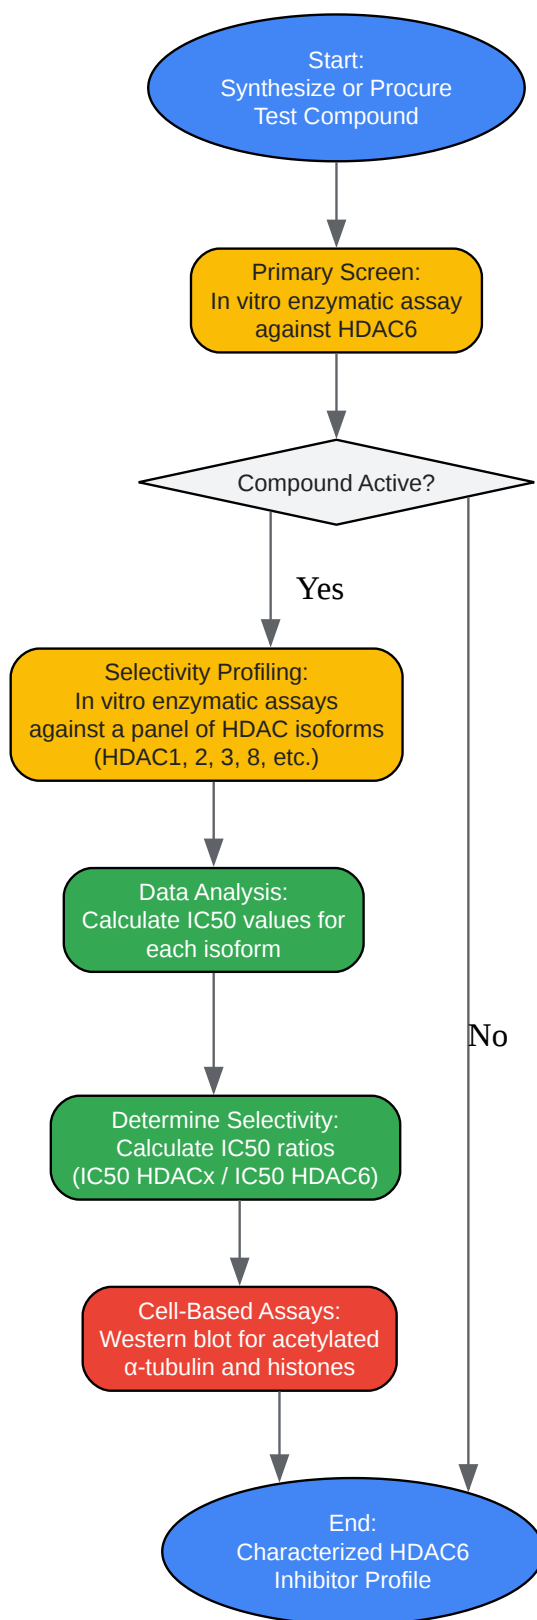 Start:
Synthesize or Procure
Test Compound
Primary Screen:
In vitro enzymatic assay
against HDAC6
Compound Active?
Yes
Selectivity Profiling:
In vitro enzymatic assays
against a panel of HDAC isoforms
(HDAC1, 2, 3, 8, etc.)
Data Analysis:
Calculate IC50 values for
each isoform
No
Determine Selectivity:
Calculate IC50 ratios
(IC50 HDACx / IC50 HDAC6)
Cell-Based Assays:
Western blot for acetylated
α-tubulin and histones
End:
Characterized HDAC6
Inhibitor Profile